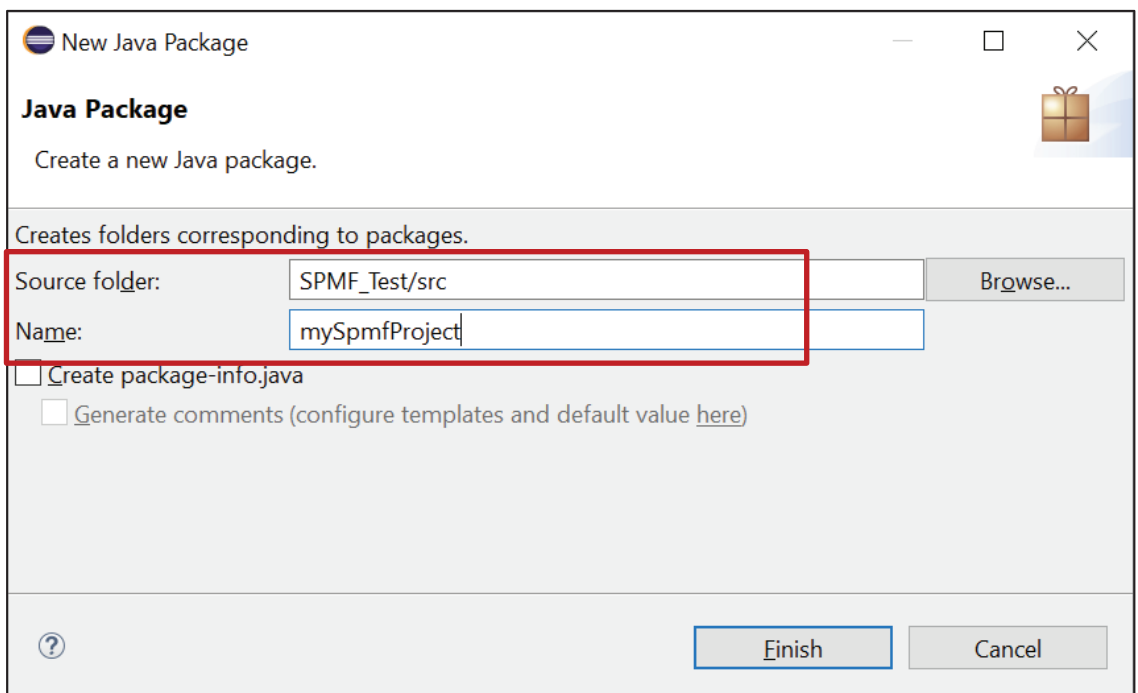 New Java Package
Java Package
Create a new Java package.
Creates folders corresponding to packages.
Source folder: SPMF_Test/src Browse...
Name: mySpmfProject
Create package-info.java
Generate comments (configure templates and default value here)
? Finish Cancel